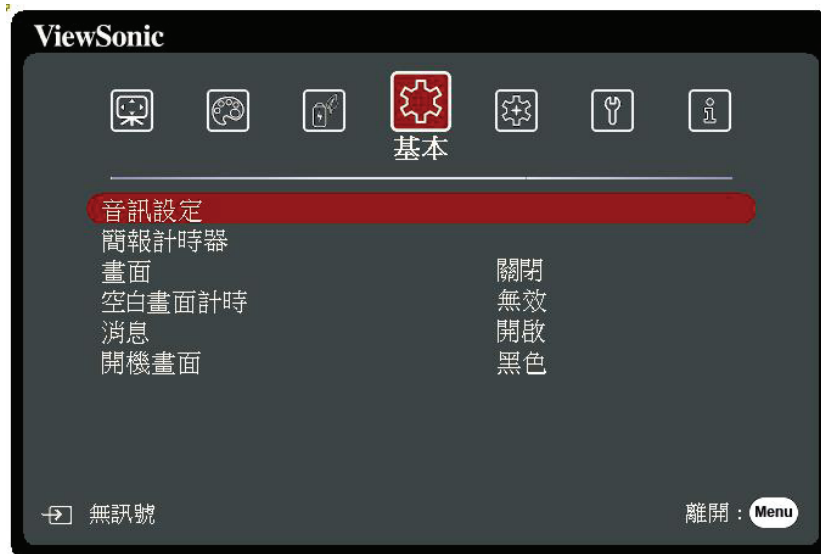 ViewSonic
基本
音訊設定
簡報計時器
畫面 關閉
空白畫面計時 無效
消息 開啟
開機畫面 黑色
無訊號 離開：Menu